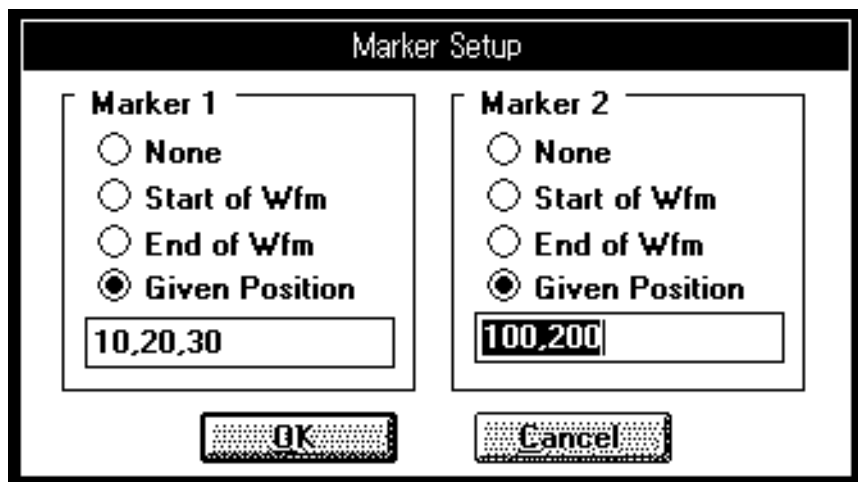 Marker Setup
Marker 1
None
Start of Wfm
End of Wfm
Given Position
10,20,30
Marker 2
None
Start of Wfm
End of Wfm
Given Position
100,200
OK
Cancel